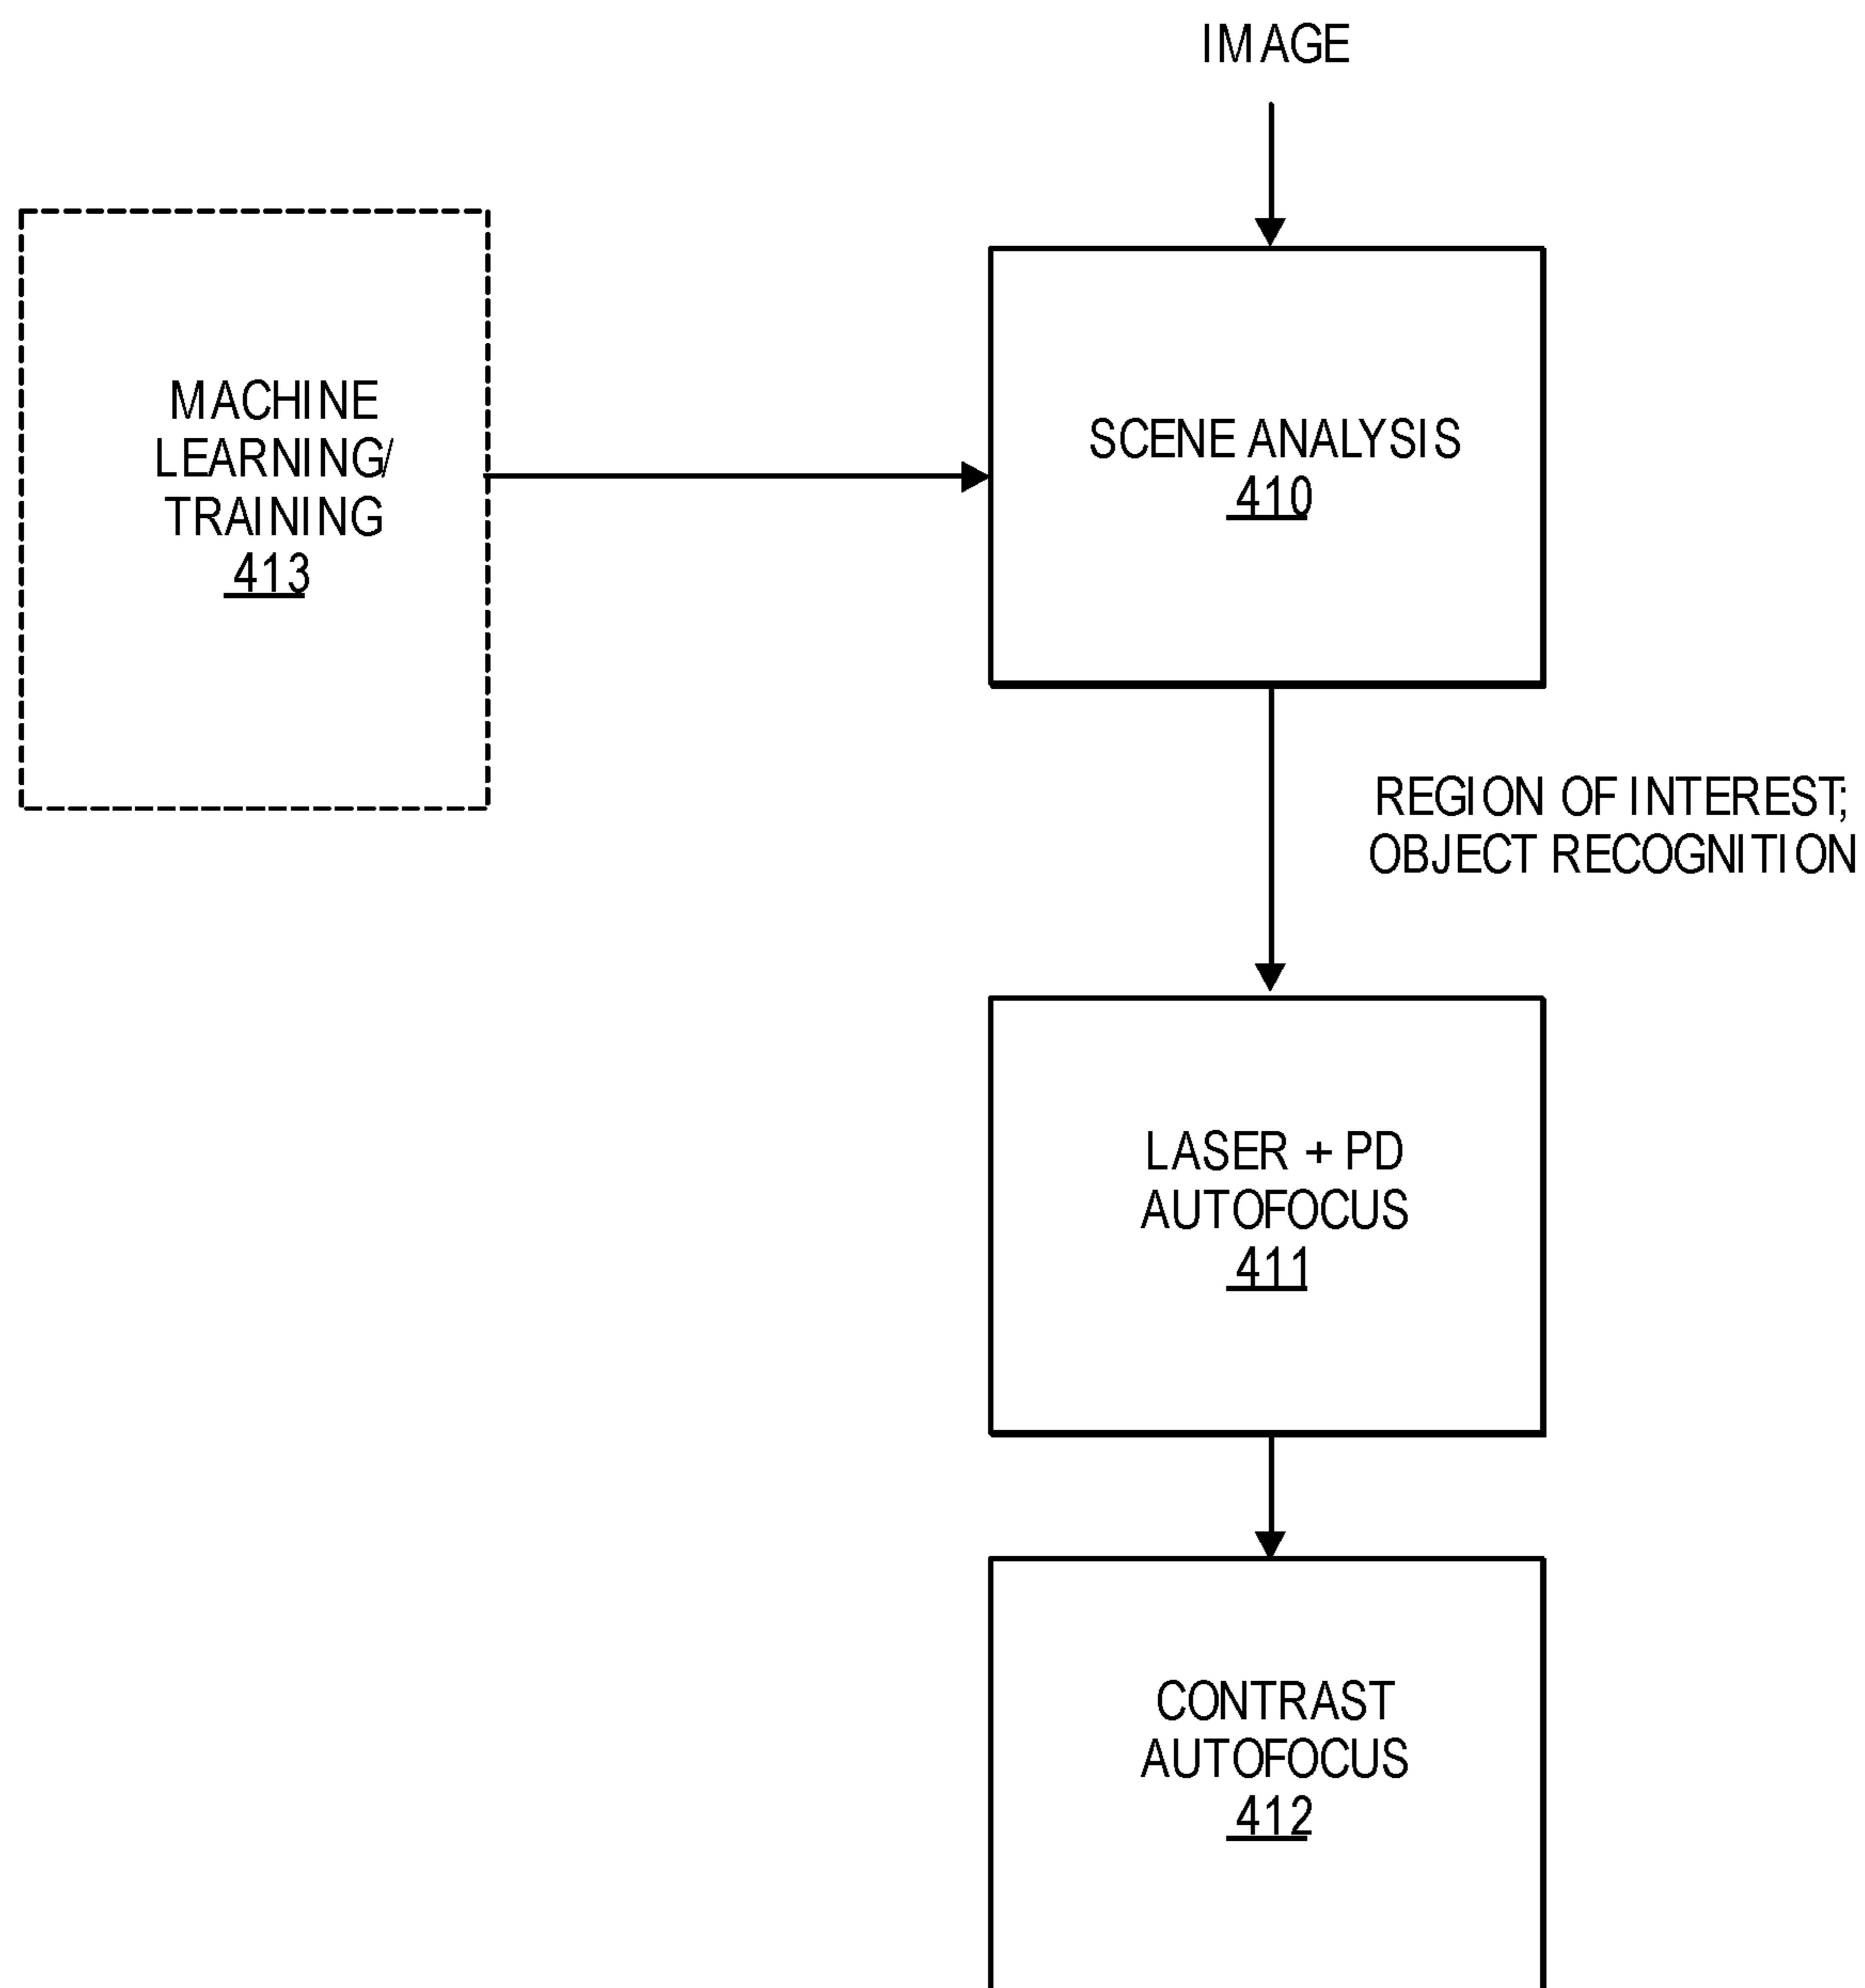 IMAGE
MACHINE
LEARNING/
TRAINING
413
SCENE ANALYSIS
410
REGION OF INTEREST;
OBJECT RECOGNITION
LASER + PD
AUTOFOCUS
411
CONTRAST
AUTOFOCUS
412